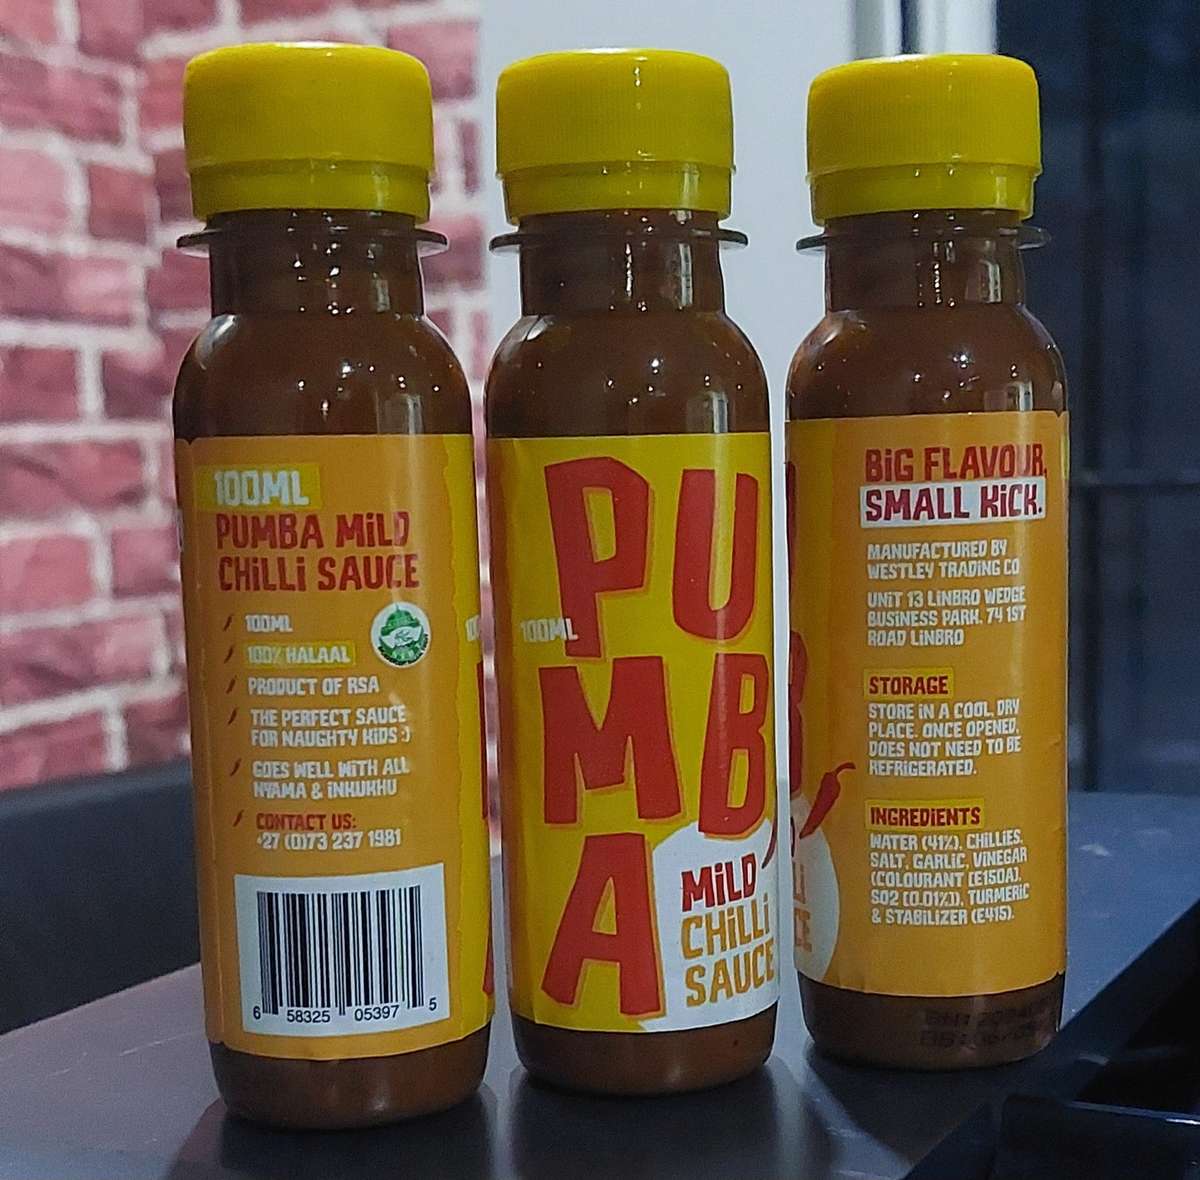 100ML
PUMBA MiLD
CHiLLi SAUCE
100ML
100% HALAAL
PRODUCT OF RSA
THE PERFECT SAUCE
FOR NAUGHTY KIDS :)
GOES WELL WITH ALL
NYAMA & INKUKHU
CONTACT US:
+27 (0)73 237 1981
6 58325 05397 5
PU
100ML
MB
A
MiLD
CHiLLi
SAUCE
BiG FLAVOUR,
SMALL KiCK.
MANUFACTURED BY
WESTLEY TRADING CO
UNIT 13 LINBRO WEDGE
BUSINESS PARK, 74 1ST
ROAD LINBRO
STORAGE
STORE IN A COOL, DRY
PLACE. ONCE OPENED,
DOES NOT NEED TO BE
REFRIGERATED.
INGREDIENTS
WATER (41%), CHILLIES,
SALT, GARLIC, VINEGAR
(COLOURANT (E150A),
SO2 (0.01%)), TURMERIC
& STABILIZER (E415).